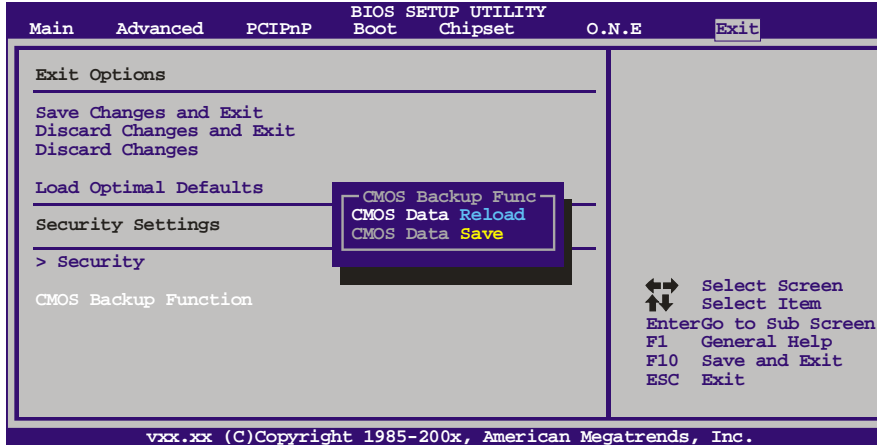 BIOS SETUP UTILITY
Main Advanced PCIPnP Boot Chipset O.N.E Exit
Exit Options
Save Changes and Exit
Discard Changes and Exit
Discard Changes
Load Optimal Defaults
Security Settings
> Security
CMOS Backup Function
CMOS Backup Func
CMOS Data Reload
CMOS Data Save
Select Screen
Select Item
EnterGo to Sub Screen
F1 General Help
F10 Save and Exit
ESC Exit
vxx.xx (C)Copyright 1985-200x, American Megatrends, Inc.